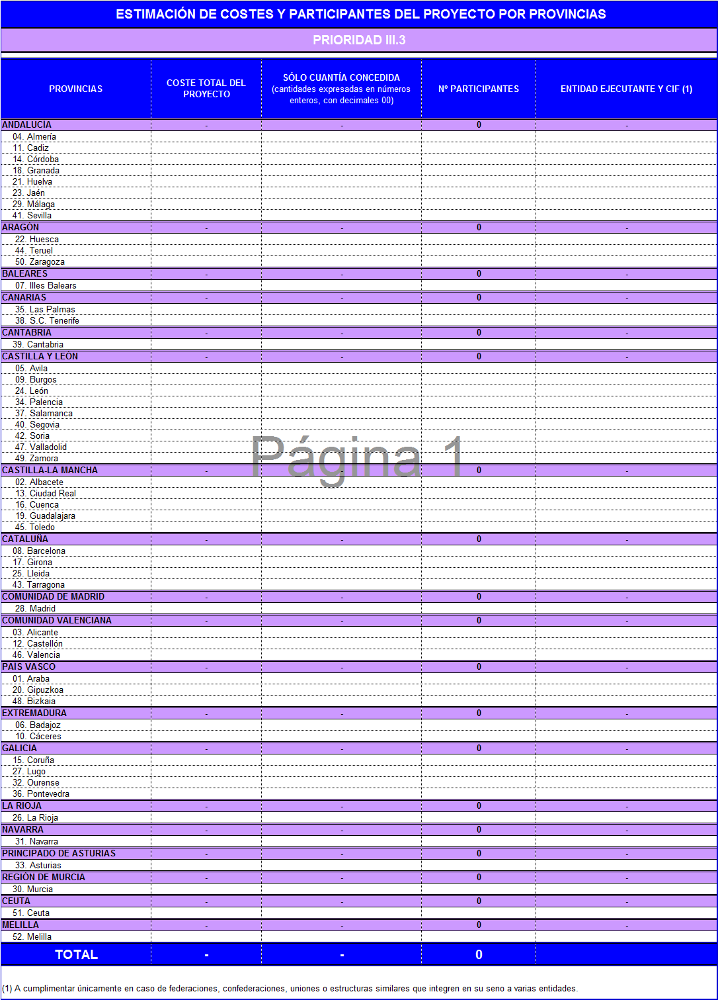 ESTIMACIÓN DE COSTES Y PARTICIPANTES DEL PROYECTO POR PROVINCIAS
PRIORIDAD III.3
PROVINCIAS
COSTE TOTAL DEL
PROYECTO
SÓLO CUANTÍA CONCEDIDA
(cantidades expresadas en números
enteros, con decimales 00)
Nº PARTICIPANTES
ENTIDAD EJECUTANTE Y CIF (1)
ANDALUCÍA - - 0 -
04. Almería
11. Cadiz
14. Córdoba
18. Granada
21. Huelva
23. Jaén
29. Málaga
41. Sevilla
ARAGÓN - - 0 -
22. Huesca
44. Teruel
50. Zaragoza
BALEARES - - 0 -
07. Illes Balears
CANARIAS - - 0 -
35. Las Palmas
38. S.C. Tenerife
CANTABRIA - - 0 -
39. Cantabria
CASTILLA Y LEÓN - - 0 -
05. Avila
09. Burgos
24. León
34. Palencia
37. Salamanca
40. Segovia
42. Soria
47. Valladolid
49. Zamora
Página 1
CASTILLA-LA MANCHA - - 0 -
02. Albacete
13. Ciudad Real
16. Cuenca
19. Guadalajara
45. Toledo
CATALUÑA - - 0 -
08. Barcelona
17. Girona
25. Lleida
43. Tarragona
COMUNIDAD DE MADRID - - 0 -
28. Madrid
COMUNIDAD VALENCIANA - - 0 -
03. Alicante
12. Castellón
46. Valencia
PAÍS VASCO - - 0 -
01. Araba
20. Gipuzkoa
48. Bizkaia
EXTREMADURA - - 0 -
06. Badajoz
10. Cáceres
GALICIA - - 0 -
15. Coruña
27. Lugo
32. Ourense
36. Pontevedra
LA RIOJA - - 0 -
26. La Rioja
NAVARRA - - 0 -
31. Navarra
PRINCIPADO DE ASTURIAS - - 0 -
33. Asturias
REGIÓN DE MURCIA - - 0 -
30. Murcia
CEUTA - - 0 -
51. Ceuta
MELILLA - - 0 -
52. Melilla
TOTAL - - 0
(1) A cumplimentar únicamente en caso de federaciones, confederaciones, uniones o estructuras similares que integren en su seno a varias entidades.